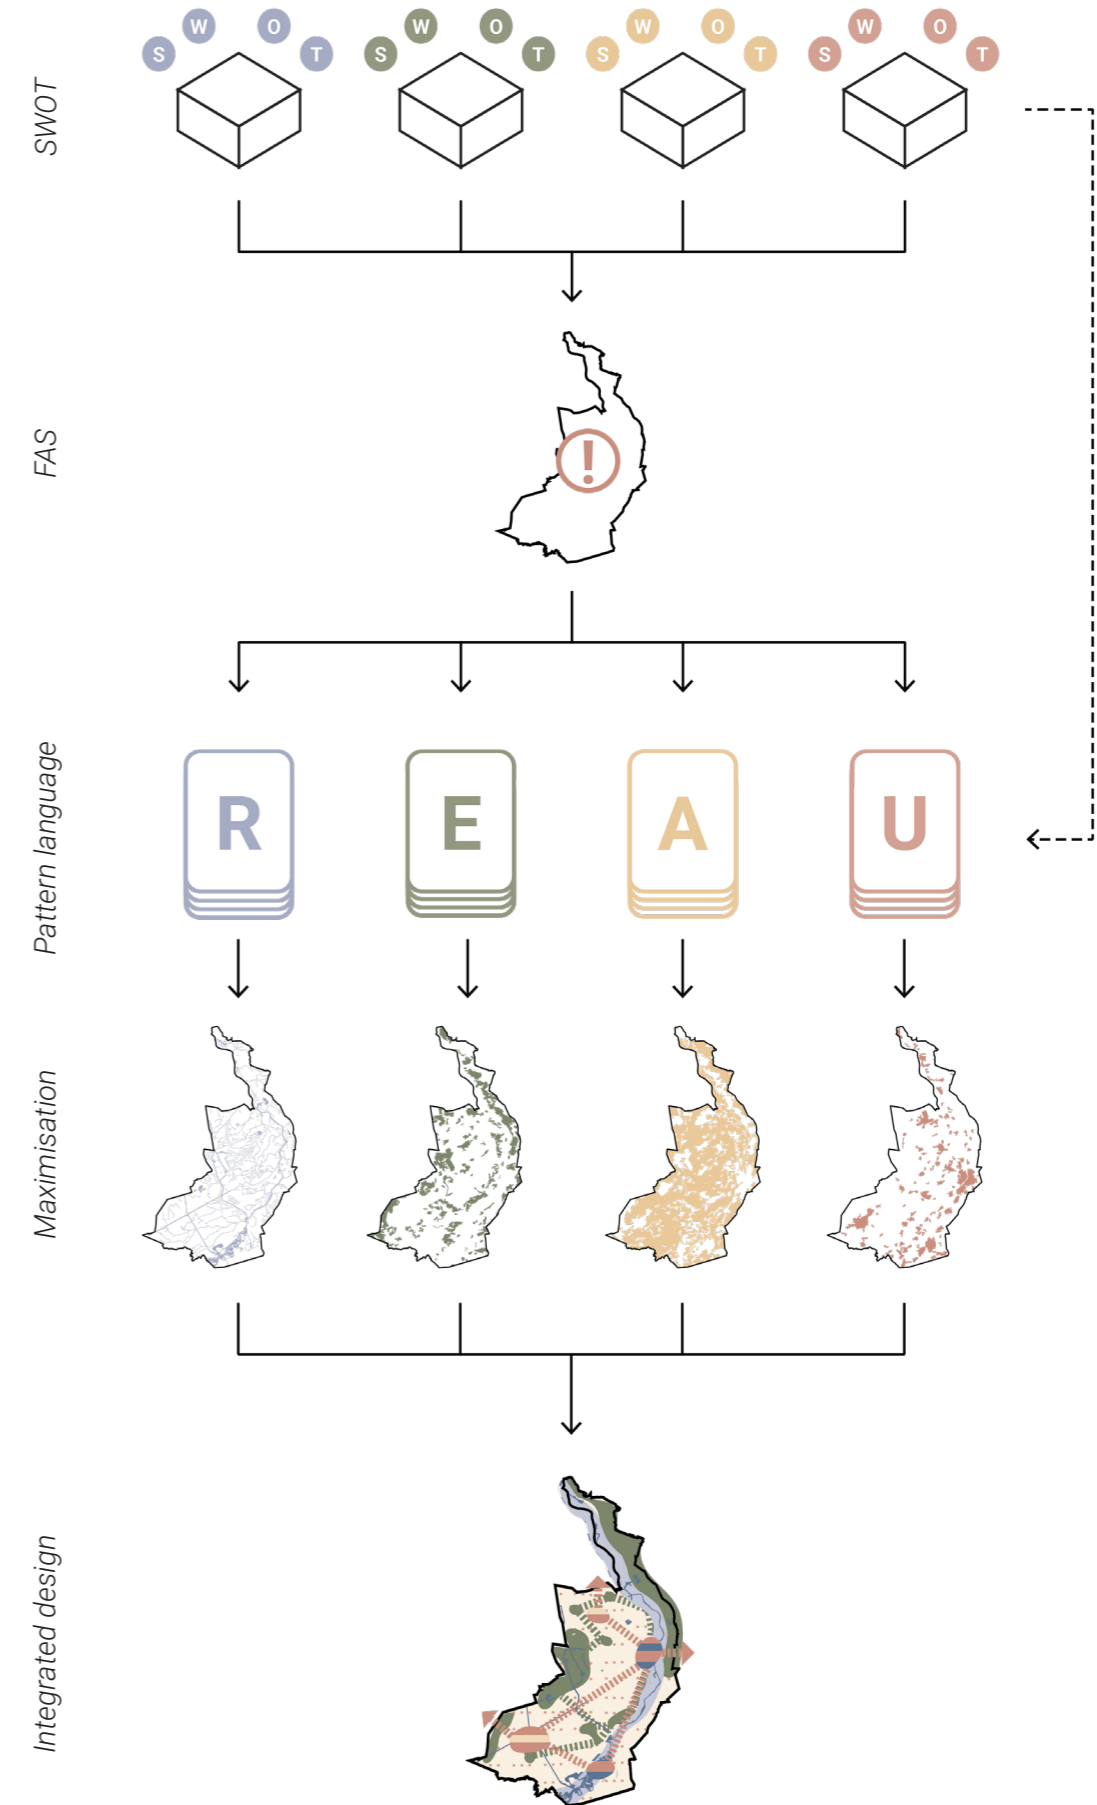 S W O T S W O T S W O T S W O T
SWOT
!
FAS
R E A U
Pattern language
Maximisation
Integrated design